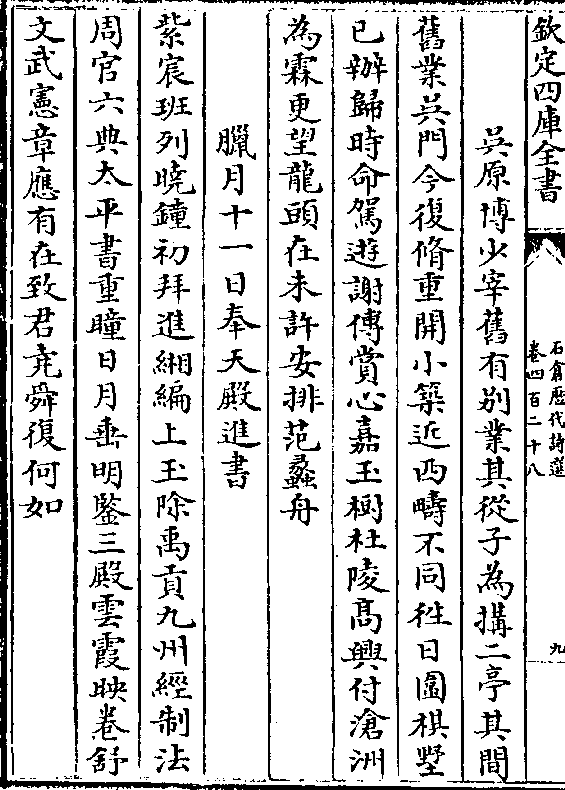 欽定四庫全書
石倉歷代詩選
卷四百二十八
九
吳原博少宰舊有别業其從子為搆二亭其間
舊業吳門今復脩重開小築近西疇不同往日圍棋墅
已辦歸時命駕遊謝傅賞心嘉玉樹杜陵髙興付滄洲
為霖更望龍頭在未許安排范蠡舟
臘月十一日奉天殿進書
紫宸班列曉鐘初拜進緗編上玉除禹貢九州經制法
周官六典太平書重瞳日月垂明鑒三殿雲霞映卷舒
文武憲章應有在致君堯舜復何如